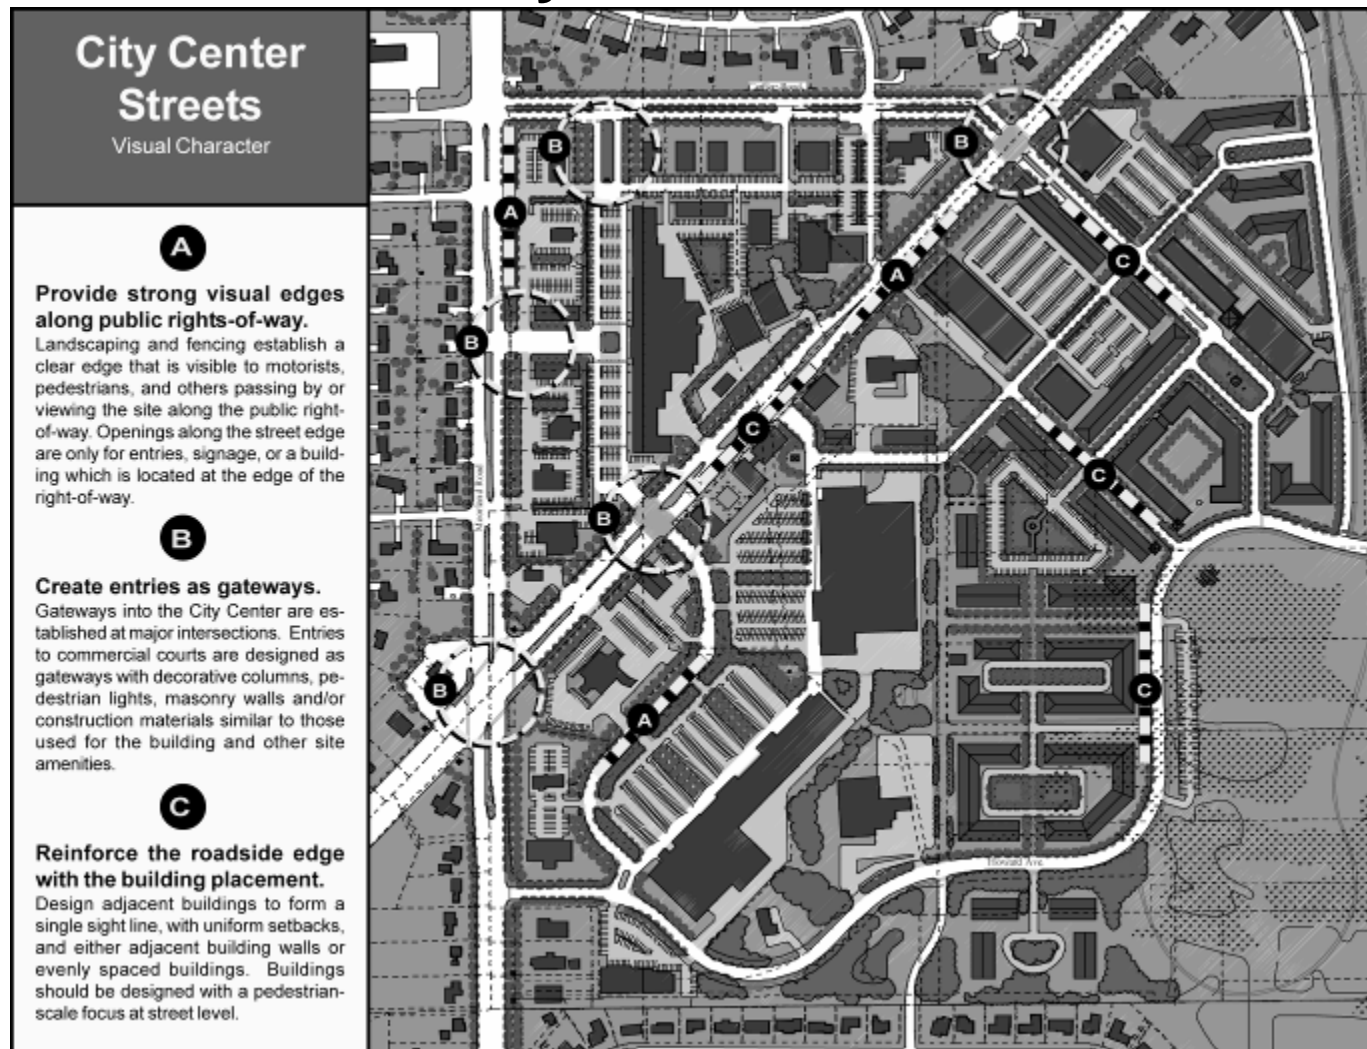 City Center
Streets
Visual Character
A
Provide strong visual edges
along public rights-of-way.
Landscaping and fencing establish a
clear edge that is visible to motorists,
pedestrians, and others passing by or
viewing the site along the public right-
of-way. Openings along the street edge
are only for entries, signage, or a build-
ing which is located at the edge of the
right-of-way.
B
Create entries as gateways.
Gateways into the City Center are es-
tablished at major intersections. Entries
to commercial courts are designed as
gateways with decorative columns, pe-
destrian lights, masonry walls and/or
construction materials similar to those
used for the building and other site
amenities.
C
Reinforce the roadside edge
with the building placement.
Design adjacent buildings to form a
single sight line, with uniform setbacks,
and either adjacent building walls or
evenly spaced buildings. Buildings
should be designed with a pedestrian-
scale focus at street level.
B
B
A
A
C
B
C
B
C
B
A
C
Moorland Road
Howard Ave.